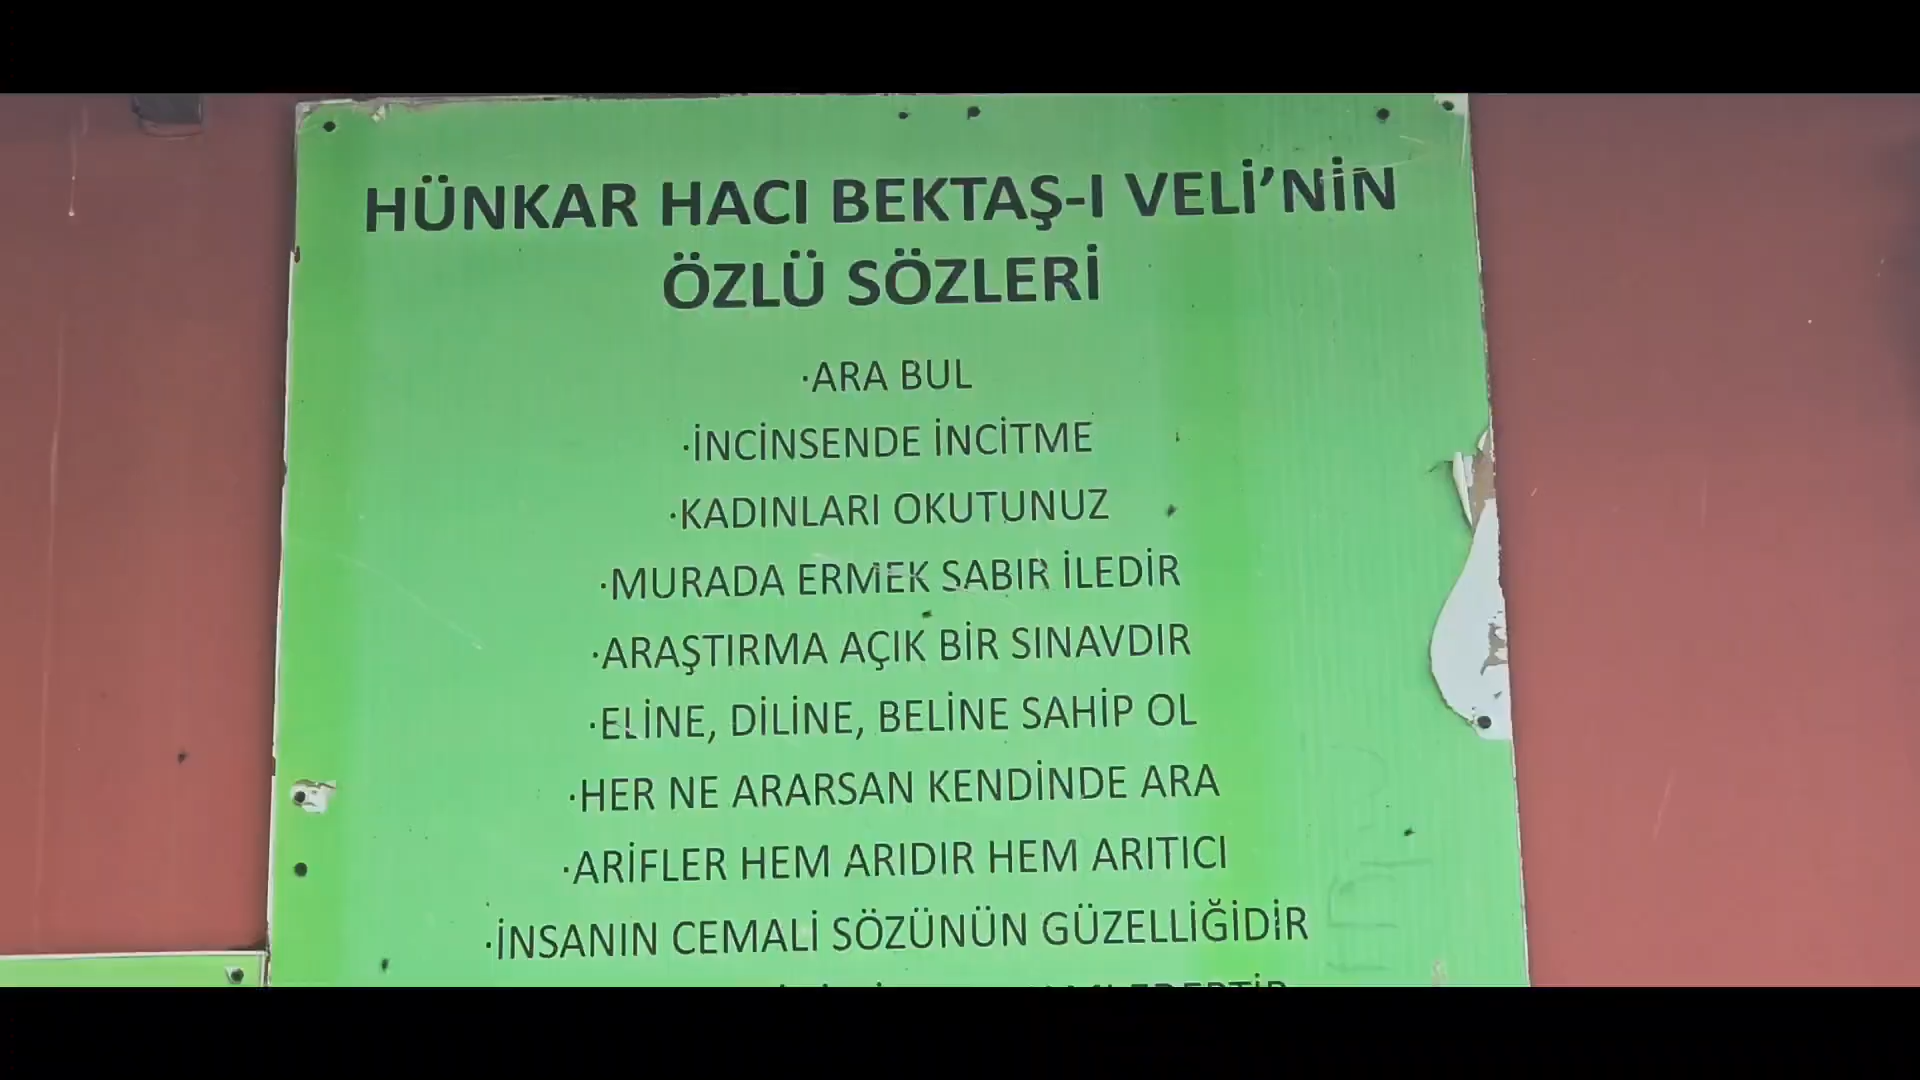 HÜNKAR HACI BEKTAŞ-I VELİ'NİN
ÖZLÜ SÖZLERİ
·ARA BUL
·İNCİNSENDE İNCİTME
·KADINLARI OKUTUNUZ
·MURADA ERMEK SABIR İLEDİR
·ARAŞTIRMA AÇIK BİR SINAVDIR
·ELİNE, DİLİNE, BELİNE SAHİP OL
·HER NE ARARSAN KENDİNDE ARA
·ARİFLER HEM ARIDIR HEM ARITICI
·İNSANIN CEMALİ SÖZÜNÜN GÜZELLİĞİDİR